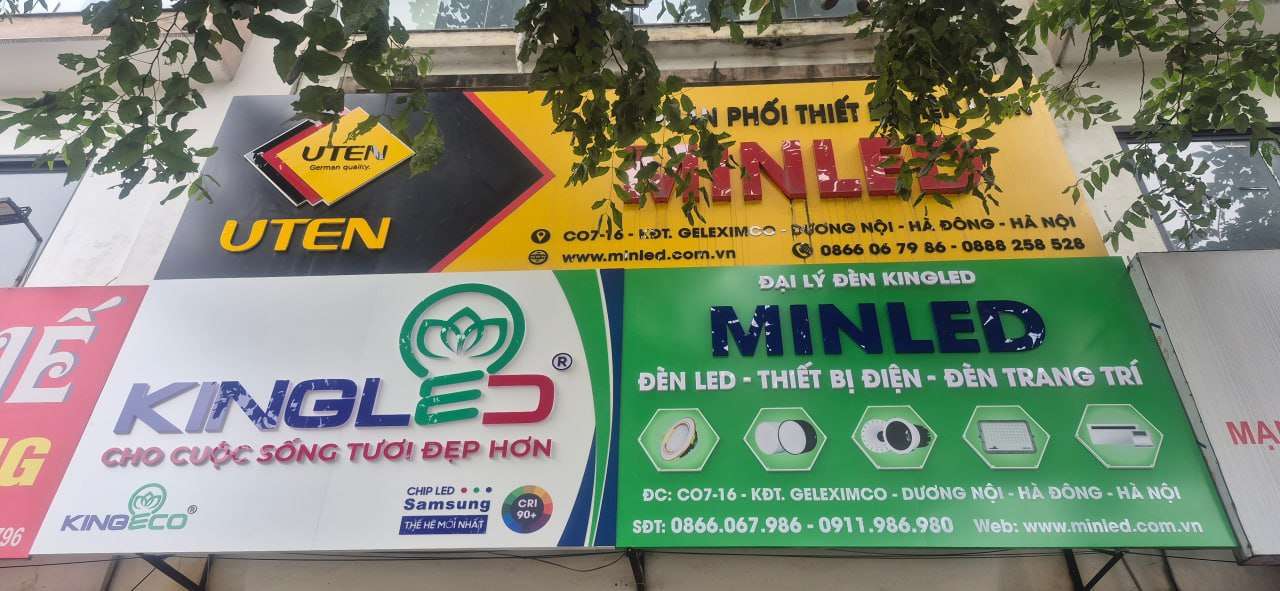 UTEN
German quality.
UTEN
PHỐI THIẾT
MINLED
CO7-16 - KĐT. GELEXIMCO - DƯƠNG NỘI - HÀ ĐÔNG - HÀ NỘI
www.minled.com.vn
0866 06 79 86 - 0888 258 528
KINGLED®
CHO CUỘC SỐNG TƯƠI ĐẸP HƠN
KINGECO®
CHIP LED
Samsung
THẾ HỆ MỚI NHẤT
CRI
90+
ĐẠI LÝ ĐÈN KINGLED
MINLED
ĐÈN LED - THIẾT BỊ ĐIỆN - ĐÈN TRANG TRÍ
ĐC: CO7-16 - KĐT. GELEXIMCO - DƯƠNG NỘI - HÀ ĐÔNG - HÀ NỘI
SĐT: 0866.067.986 - 0911.986.980 Web: www.minled.com.vn
796